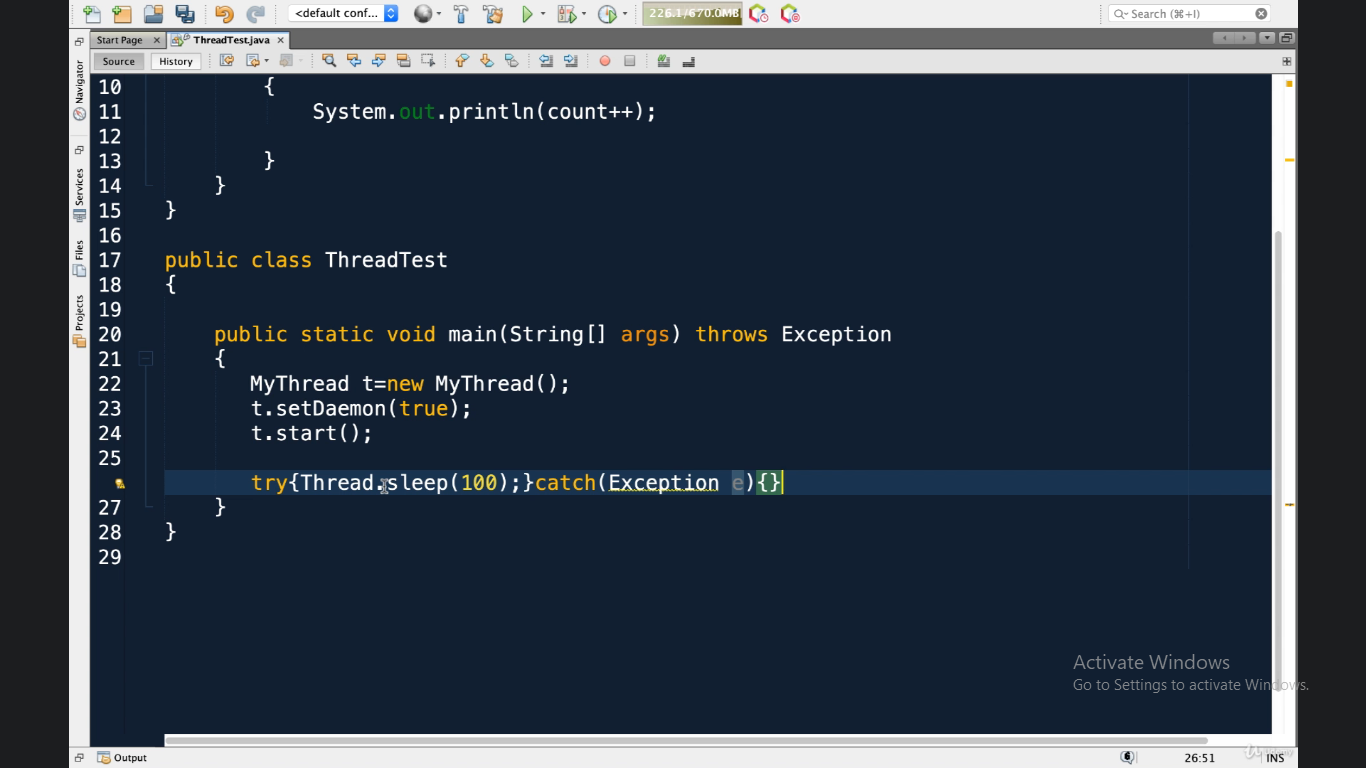 <default conf...
226.1/670.0MB
Search (⌘+I)
Start Page
ThreadTest.java
Source
History
Navigator
Services
Files
Projects
10 {
11 System.out.println(count++);
12
13 }
14 }
15 }
16
17 public class ThreadTest
18 {
19
20 public static void main(String[] args) throws Exception
21 {
22 MyThread t=new MyThread();
23 t.setDaemon(true);
24 t.start();
25
try{Thread.sleep(100);}catch(Exception e){}
27 }
28 }
29
Activate Windows
Go to Settings to activate Windows.
Output
6
26:51
INS